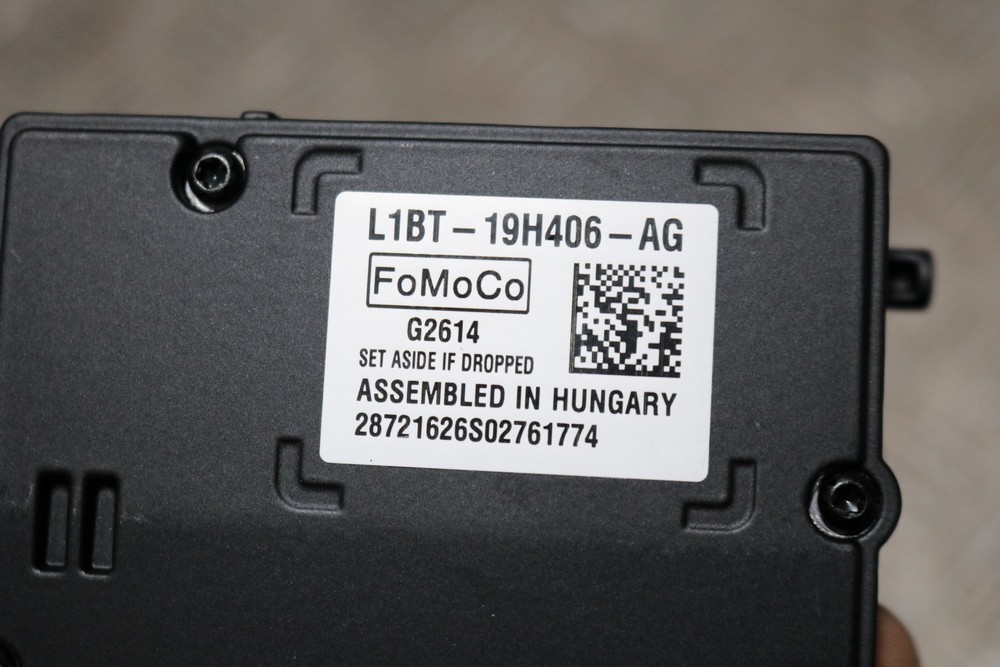 L1BT-19H406-AG
FoMoCo
G2614
SET ASIDE IF DROPPED
ASSEMBLED IN HUNGARY
28721626S02761774